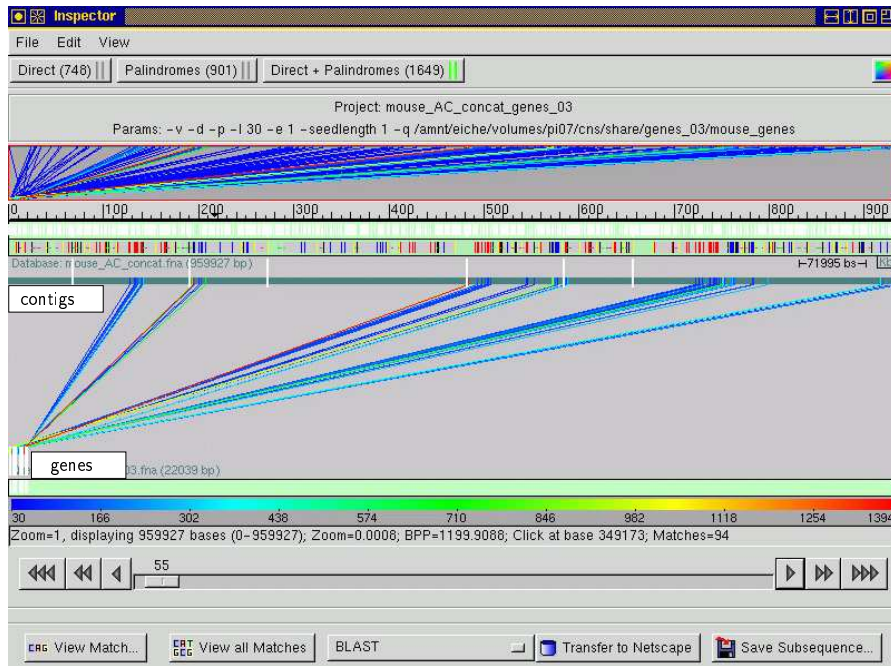 Inspector
File Edit View
Direct (748) Palindromes (901) Direct + Palindromes (1649)
Project: mouse_AC_concat_genes_03
Params: -v -d -p -l 30 -e 1 -seedlength 1 -q /amnt/eiche/volumes/pi07/cns/share/genes_03/mouse_genes
0 100 200 300 400 500 600 700 800 900
Database: mouse_AC_concat.fna (959927 bp) 71995 bs
contigs
genes
03.fna (22039 bp)
30 166 302 438 574 710 846 982 1118 1254 1394
Zoom=1, displaying 959927 bases (0-959927); Zoom=0.0008; BPP=1199.9088; Click at base 349173; Matches=94
55
CAG View Match... CAT GCG View all Matches BLAST Transfer to Netscape Save Subsequence...